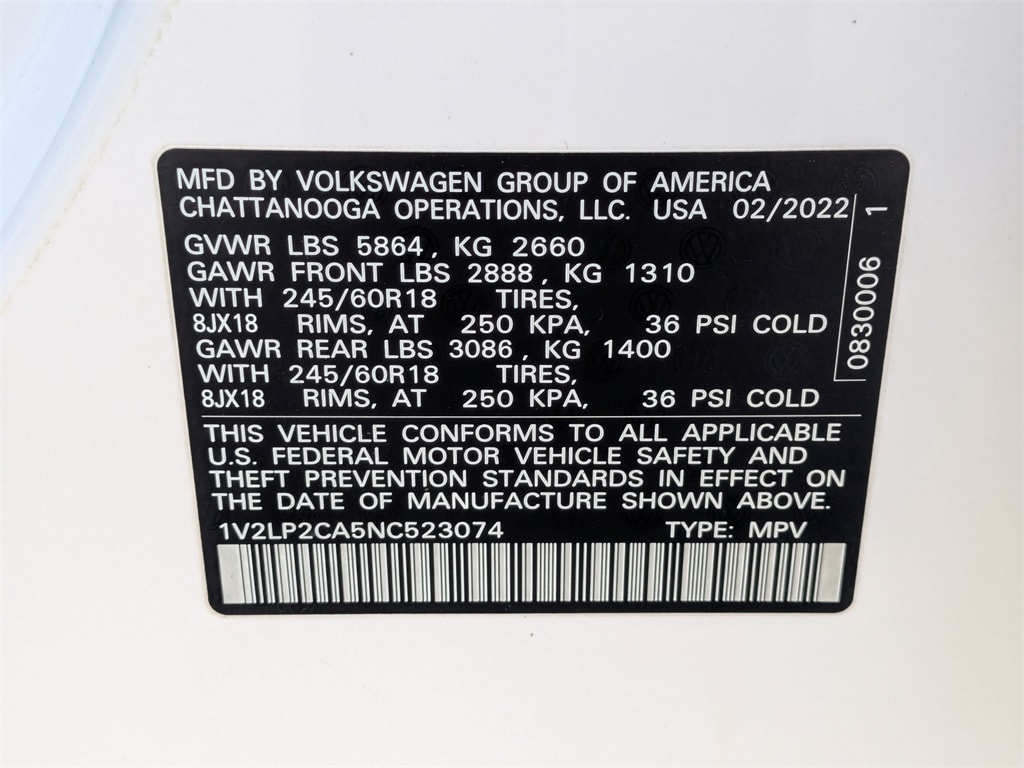 MFD BY VOLKSWAGEN GROUP OF AMERICA
CHATTANOOGA OPERATIONS, LLC. USA 02/2022
GVWR LBS 5864, KG 2660
GAWR FRONT LBS 2888, KG 1310
WITH 245/60R18 TIRES,
8JX18 RIMS, AT 250 KPA, 36 PSI COLD
GAWR REAR LBS 3086, KG 1400
WITH 245/60R18 TIRES,
8JX18 RIMS, AT 250 KPA, 36 PSI COLD
0830006 1
THIS VEHICLE CONFORMS TO ALL APPLICABLE
U.S. FEDERAL MOTOR VEHICLE SAFETY AND
THEFT PREVENTION STANDARDS IN EFFECT ON
THE DATE OF MANUFACTURE SHOWN ABOVE.
1V2LP2CA5NC523074 TYPE: MPV